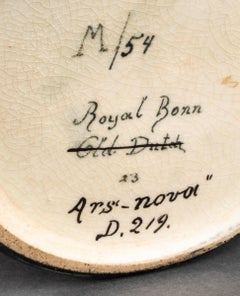 M/54
Royal Bonn
Old Dutch
23
Ars-nova"
D.219.